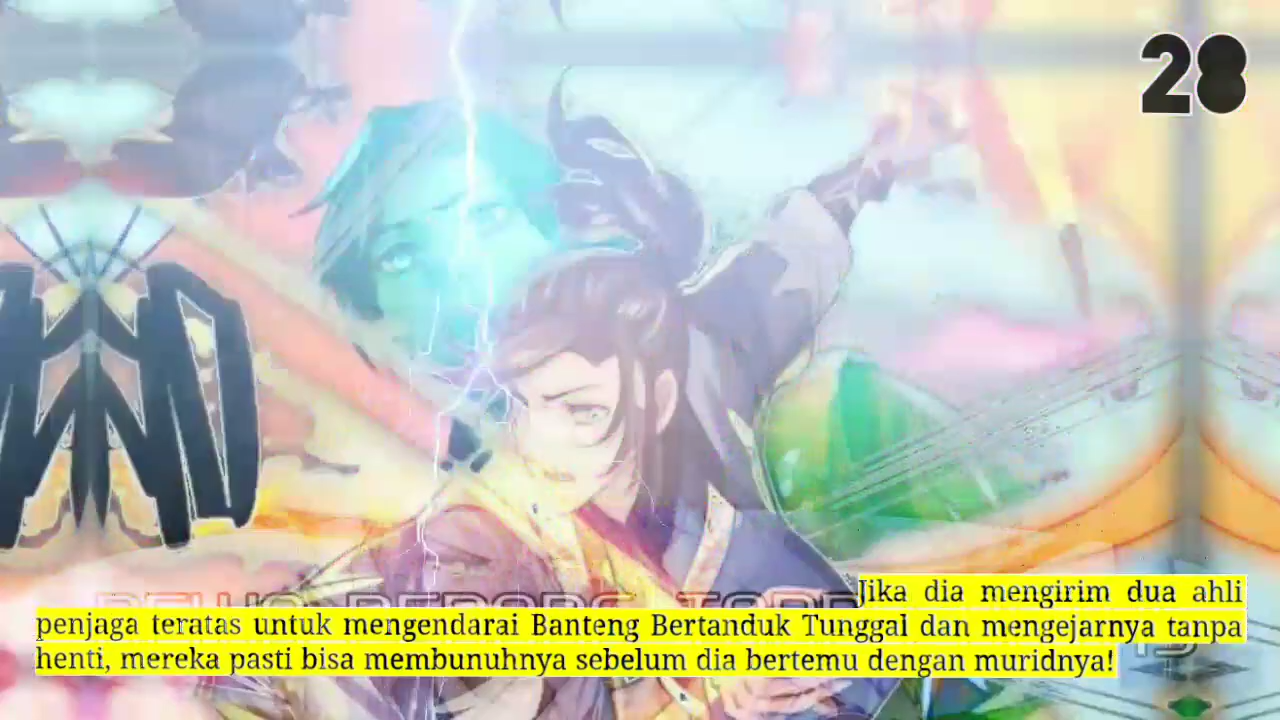 28
Jika dia mengirim dua ahli
penjaga teratas untuk mengendarai Banteng Bertanduk Tunggal dan mengejarnya tanpa
henti, mereka pasti bisa membunuhnya sebelum dia bertemu dengan muridnya!